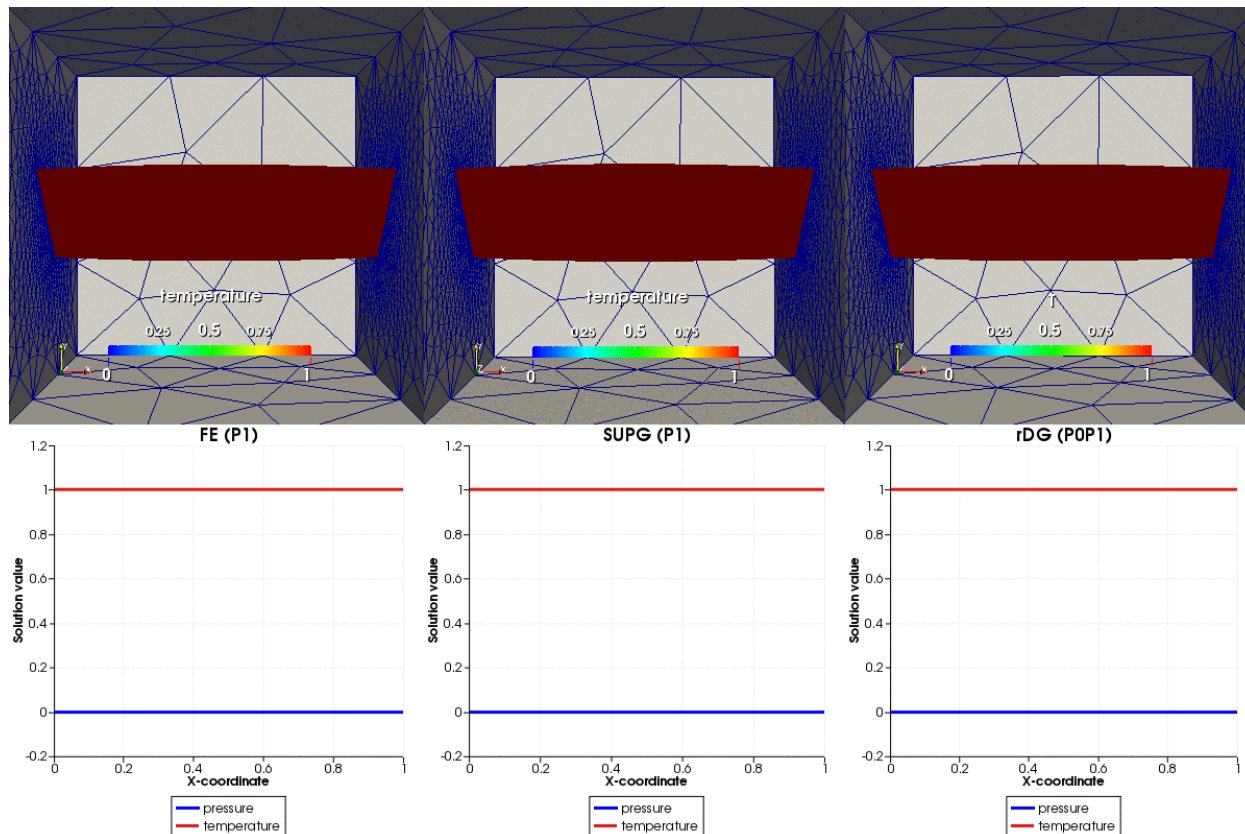 temperature
0.25 0.5 0.75
0 1
Y
X
temperature
0.25 0.5 0.75
0 1
Y
Z X
T
0.25 0.5 0.75
0 1
Y
X
FE (P1)
1.2
1
0.8
0.6
0.4
0.2
0
-0.2
Solution value
0 0.2 0.4 0.6 0.8 1
X-coordinate
pressure
temperature
SUPG (P1)
1.2
1
0.8
0.6
0.4
0.2
0
-0.2
Solution value
0 0.2 0.4 0.6 0.8 1
X-coordinate
pressure
temperature
rDG (P0P1)
1.2
1
0.8
0.6
0.4
0.2
0
-0.2
Solution value
0 0.2 0.4 0.6 0.8 1
X-coordinate
pressure
temperature